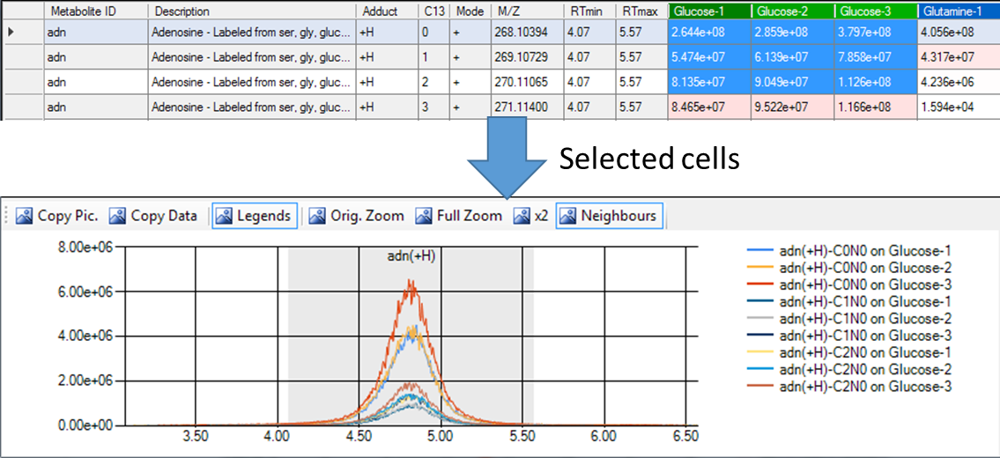 Metabolite ID Description Adduct C13 Mode M/Z RTmin RTmax Glucose-1 Glucose-2 Glucose-3 Glutamine-1
adn Adenosine - Labeled from ser, gly, gluc... +H 0 + 268.10394 4.07 5.57 2.644e+08 2.859e+08 3.797e+08 4.056e+08
adn Adenosine - Labeled from ser, gly, gluc... +H 1 + 269.10729 4.07 5.57 5.474e+07 6.139e+07 7.858e+07 4.317e+07
adn Adenosine - Labeled from ser, gly, gluc... +H 2 + 270.11065 4.07 5.57 8.135e+07 9.049e+07 1.126e+08 4.236e+06
adn Adenosine - Labeled from ser, gly, gluc... +H 3 + 271.11400 4.07 5.57 8.465e+07 9.522e+07 1.166e+08 1.594e+04
Selected cells
Copy Pic. Copy Data Legends Orig. Zoom Full Zoom x2 Neighbours
8.00e+06
6.00e+06
4.00e+06
2.00e+06
0.00e+00
adn(+H)
3.50 4.00 4.50 5.00 5.50 6.00 6.50
adn(+H)-C0N0 on Glucose-1
adn(+H)-C0N0 on Glucose-2
adn(+H)-C0N0 on Glucose-3
adn(+H)-C1N0 on Glucose-1
adn(+H)-C1N0 on Glucose-2
adn(+H)-C1N0 on Glucose-3
adn(+H)-C2N0 on Glucose-1
adn(+H)-C2N0 on Glucose-2
adn(+H)-C2N0 on Glucose-3